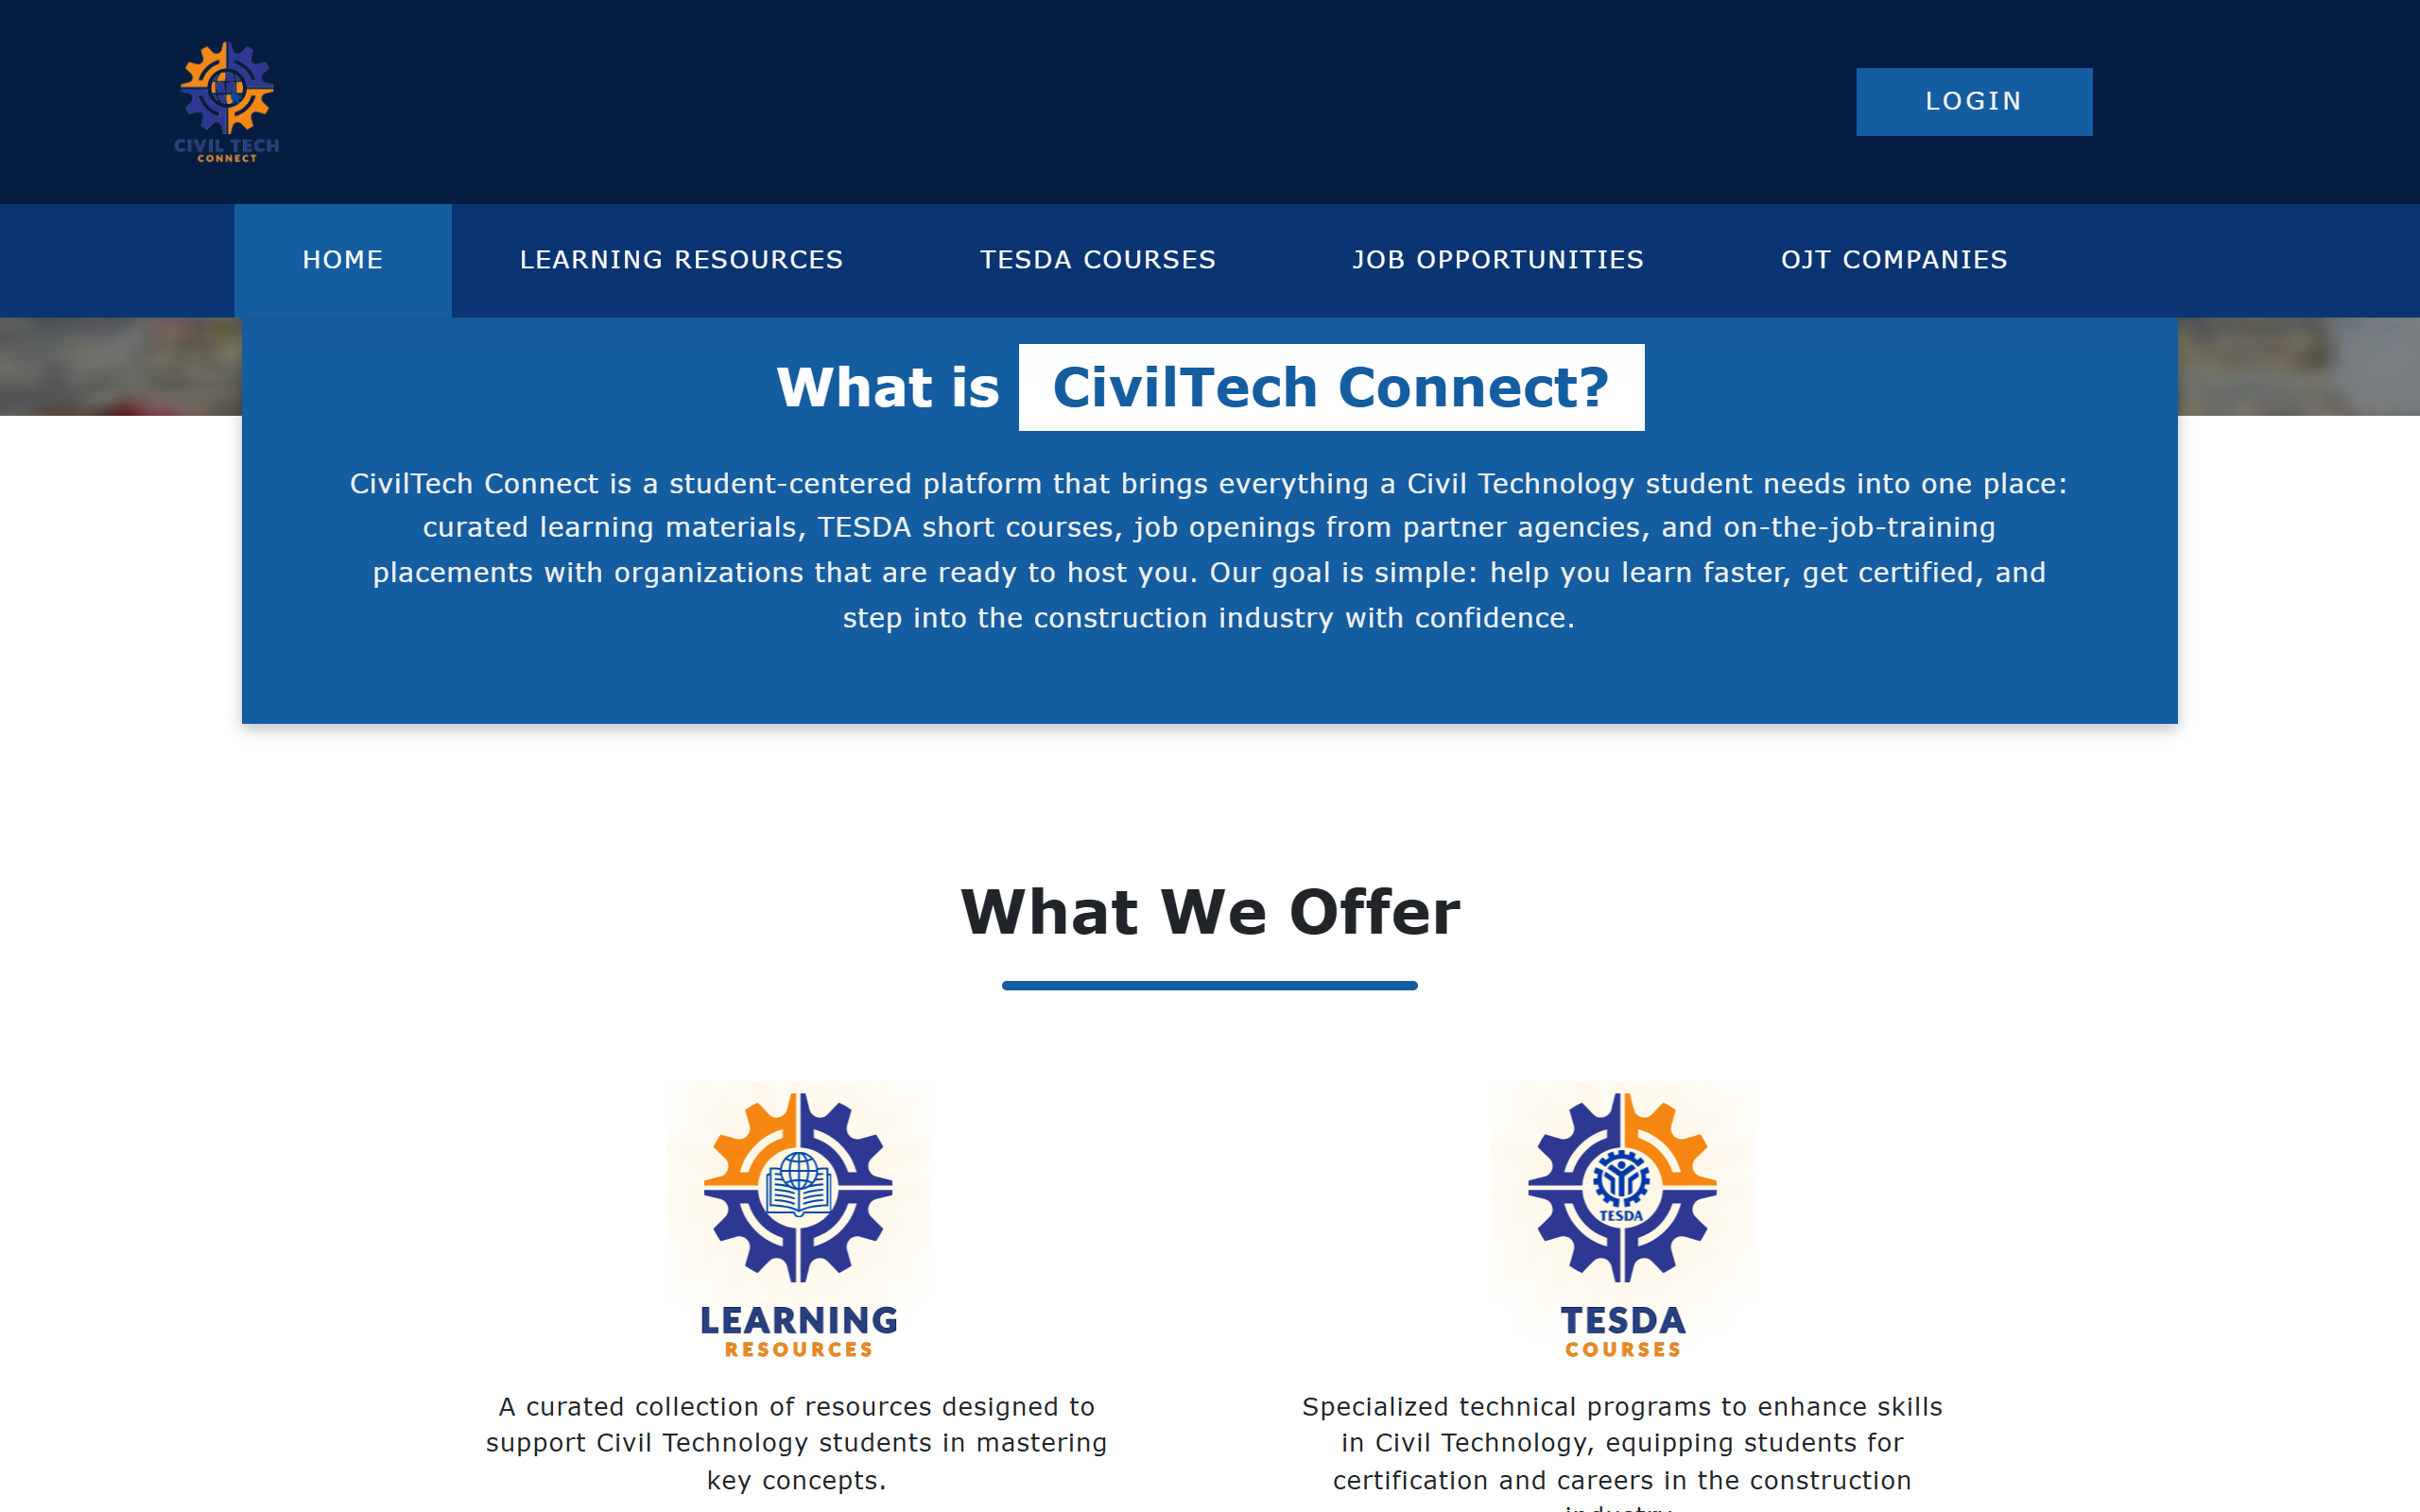 CIVIL TECH
CONNECT
LOGIN
HOME
LEARNING RESOURCES
TESDA COURSES
JOB OPPORTUNITIES
OJT COMPANIES
What is CivilTech Connect?
CivilTech Connect is a student-centered platform that brings everything a Civil Technology student needs into one place:
curated learning materials, TESDA short courses, job openings from partner agencies, and on-the-job-training
placements with organizations that are ready to host you. Our goal is simple: help you learn faster, get certified, and
step into the construction industry with confidence.
What We Offer
LEARNING
RESOURCES
A curated collection of resources designed to
support Civil Technology students in mastering
key concepts.
TESDA
TESDA
COURSES
Specialized technical programs to enhance skills
in Civil Technology, equipping students for
certification and careers in the construction